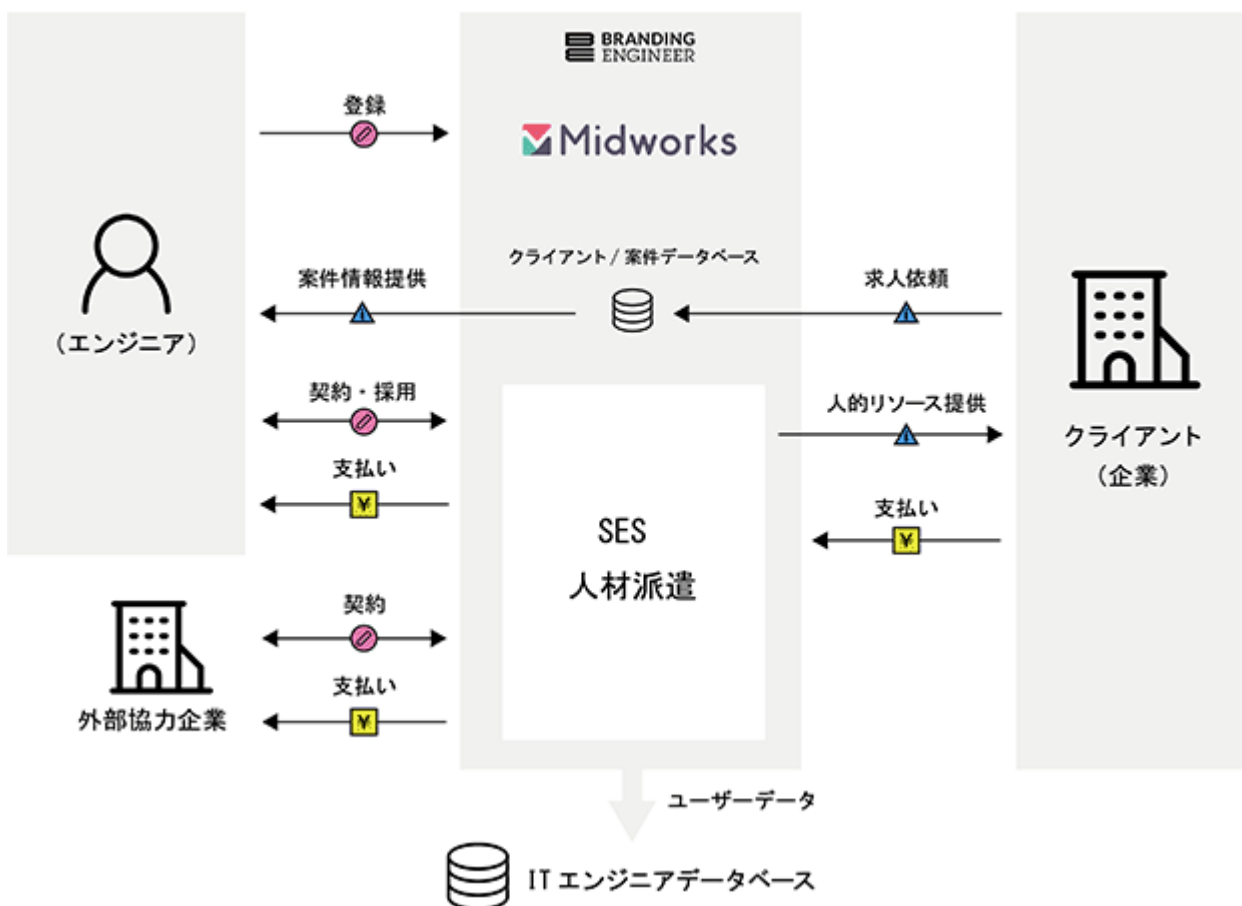 BRANDING
ENGINEER
Midworks
登録
クライアント / 案件データベース
案件情報提供
求人依頼
(エンジニア)
契約・採用
人的リソース提供
クライアント
(企業)
支払い
¥
支払い
¥
SES
人材派遣
契約
支払い
¥
外部協力企業
ユーザーデータ
IT エンジニアデータベース